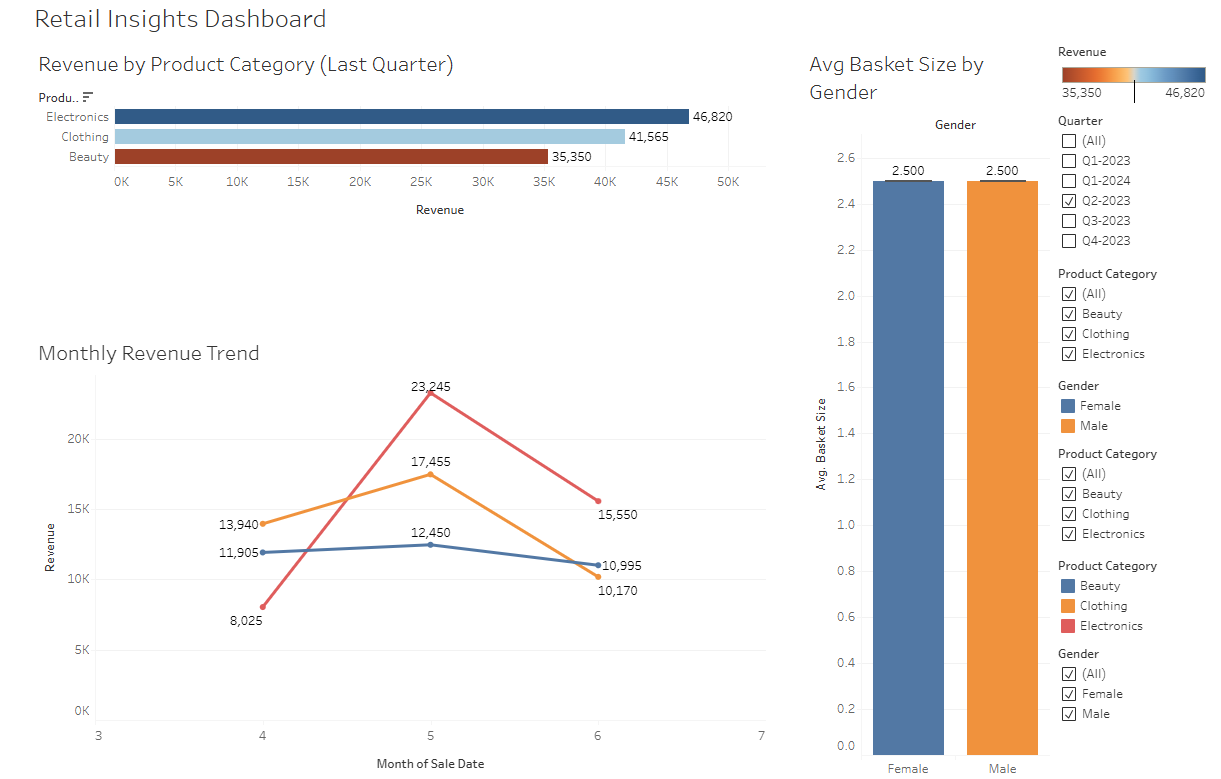 Retail Insights Dashboard
Revenue by Product Category (Last Quarter)
Produ..
Electronics 46,820
Clothing 41,565
Beauty 35,350
0K 5K 10K 15K 20K 25K 30K 35K 40K 45K 50K
Revenue
Monthly Revenue Trend
23,245
20K
17,455
15K
13,940
15,550
12,450
11,905
10,995
10K
10,170
8,025
5K
0K
3 4 5 6 7
Revenue
Month of Sale Date
Avg Basket Size by
Gender
Gender
2.6
2.500 2.500
2.4
2.2
2.0
1.8
1.6
1.4
1.2
1.0
0.8
0.6
0.4
0.2
0.0
Avg. Basket Size
Female Male
Revenue
35,350 46,820
Quarter
(All)
Q1-2023
Q1-2024
Q2-2023
Q3-2023
Q4-2023
Product Category
(All)
Beauty
Clothing
Electronics
Gender
Female
Male
Product Category
(All)
Beauty
Clothing
Electronics
Product Category
Beauty
Clothing
Electronics
Gender
(All)
Female
Male